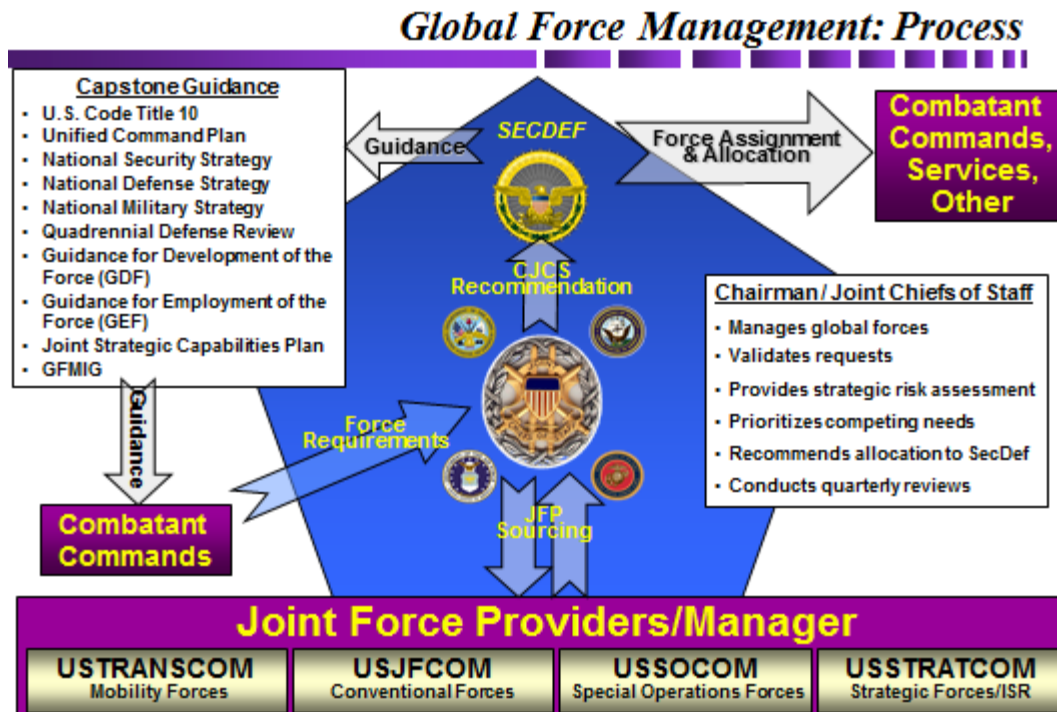 Global Force Management: Process
Capstone Guidance
• U.S. Code Title 10
• Unified Command Plan
• National Security Strategy
• National Defense Strategy
• National Military Strategy
• Quadrennial Defense Review
• Guidance for Development of the
Force (GDF)
• Guidance for Employment of the
Force (GEF)
• Joint Strategic Capabilities Plan
• GFMIG
Guidance
SECDEF
Force Assignment
& Allocation
Combatant
Commands,
Services,
Other
CJCS
Recommendation
Chairman / Joint Chiefs of Staff
• Manages global forces
• Validates requests
• Provides strategic risk assessment
• Prioritizes competing needs
• Recommends allocation to SecDef
• Conducts quarterly reviews
Guidance
Force
Requirements
Combatant
Commands
JFP
Sourcing
Joint Force Providers/Manager
USTRANSCOM
Mobility Forces
USJFCOM
Conventional Forces
USSOCOM
Special Operations Forces
USSTRATCOM
Strategic Forces/ISR